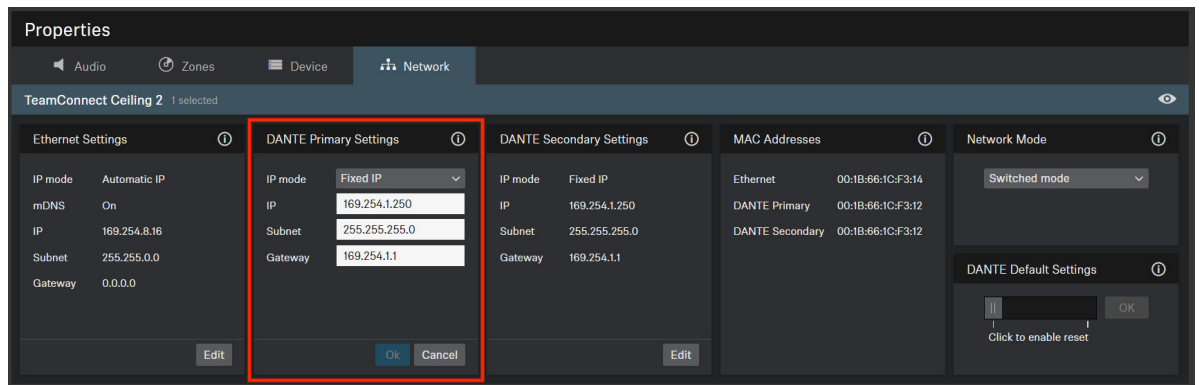 Properties
Audio
Zones
Device
Network
TeamConnect Ceiling 2 1 selected
Ethernet Settings
IP mode Automatic IP
mDNS On
IP 169.254.8.16
Subnet 255.255.0.0
Gateway 0.0.0.0
Edit
DANTE Primary Settings
IP mode Fixed IP
IP 169.254.1.250
Subnet 255.255.255.0
Gateway 169.254.1.1
Ok Cancel
DANTE Secondary Settings
IP mode Fixed IP
IP 169.254.1.250
Subnet 255.255.255.0
Gateway 169.254.1.1
Edit
MAC Addresses
Ethernet 00:1B:66:1C:F3:14
DANTE Primary 00:1B:66:1C:F3:12
DANTE Secondary 00:1B:66:1C:F3:12
Network Mode
Switched mode
DANTE Default Settings
OK
Click to enable reset